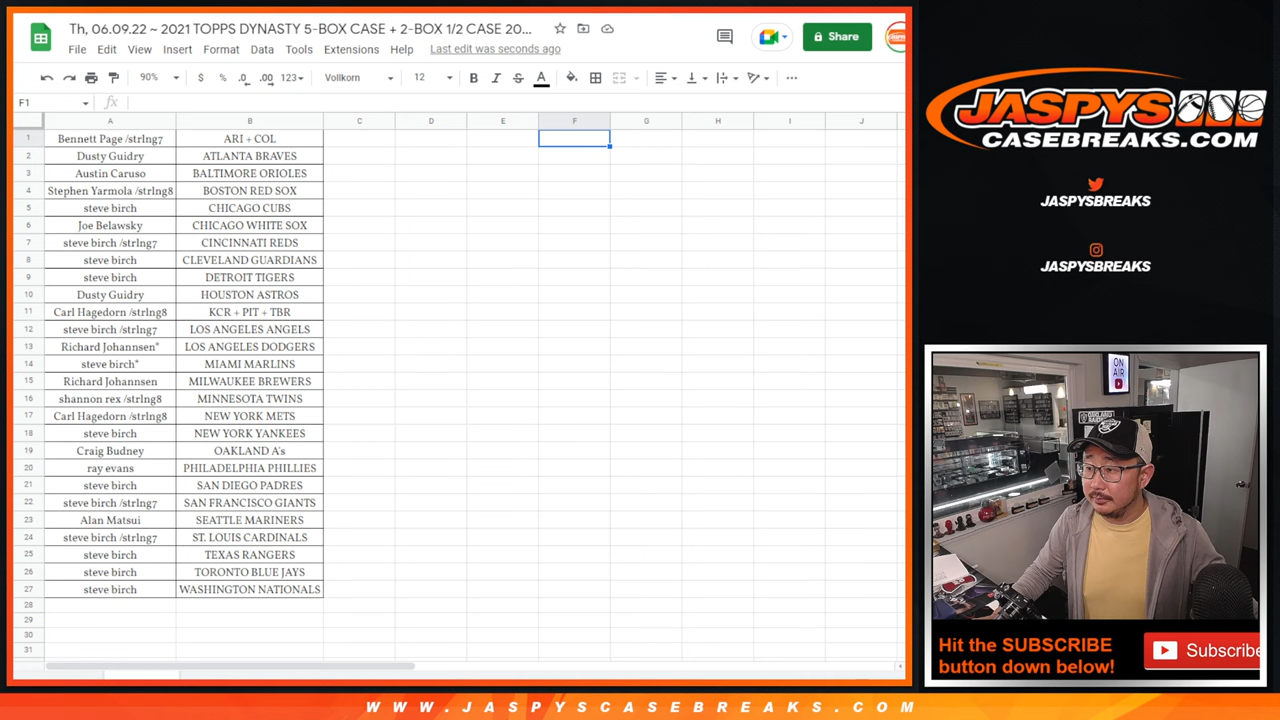 Th, 06.09.22 ~ 2021 TOPPS DYNASTY 5-BOX CASE + 2-BOX 1/2 CASE 20...
File Edit View Insert Format Data Tools Extensions Help Last edit was seconds ago
Share
90% $ % .0 .00 123 Vollkorn 12 B I S A
F1 fx
A B C D E F G H I J
1 Bennett Page /strlng7 ARI + COL
2 Dusty Guidry ATLANTA BRAVES
3 Austin Caruso BALTIMORE ORIOLES
4 Stephen Yarmola /strlng8 BOSTON RED SOX
5 steve birch CHICAGO CUBS
6 Joe Belawsky CHICAGO WHITE SOX
7 steve birch /strlng7 CINCINNATI REDS
8 steve birch CLEVELAND GUARDIANS
9 steve birch DETROIT TIGERS
10 Dusty Guidry HOUSTON ASTROS
11 Carl Hagedorn /strlng8 KCR + PIT + TBR
12 steve birch /strlng7 LOS ANGELES ANGELS
13 Richard Johannsen* LOS ANGELES DODGERS
14 steve birch* MIAMI MARLINS
15 Richard Johannsen MILWAUKEE BREWERS
16 shannon rex /strlng8 MINNESOTA TWINS
17 Carl Hagedorn /strlng8 NEW YORK METS
18 steve birch NEW YORK YANKEES
19 Craig Budney OAKLAND A's
20 ray evans PHILADELPHIA PHILLIES
21 steve birch SAN DIEGO PADRES
22 steve birch /strlng7 SAN FRANCISCO GIANTS
23 Alan Matsui SEATTLE MARINERS
24 steve birch /strlng7 ST. LOUIS CARDINALS
25 steve birch TEXAS RANGERS
26 steve birch TORONTO BLUE JAYS
27 steve birch WASHINGTON NATIONALS
28
29
30
31
JASPYS
CASEBREAKS.COM
JASPYSBREAKS
JASPYSBREAKS
ON
AIR
Hit the SUBSCRIBE
button down below!
Subscribe
WWW.JASPYSCASEBREAKS.COM